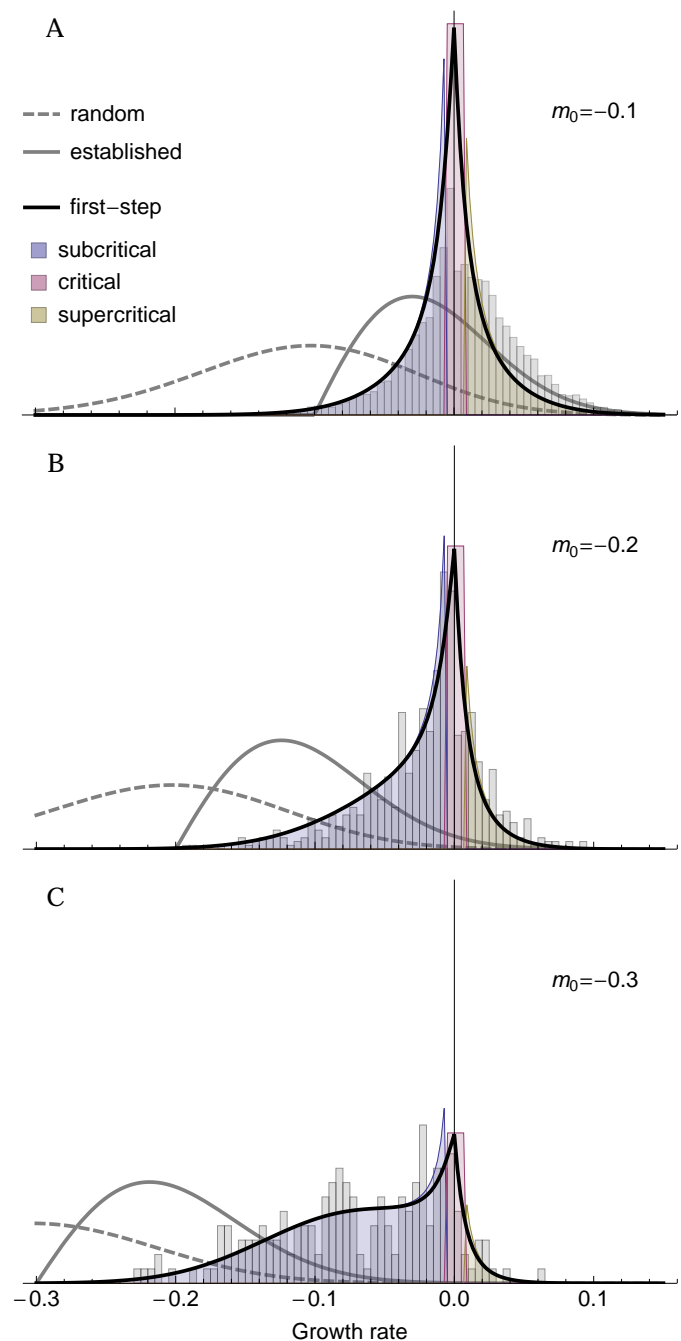 A
random
established
first−step
subcritical
critical
supercritical
m₀=−0.1
B
m₀=−0.2
C
m₀=−0.3
−0.3 −0.2 −0.1 0.0 0.1
Growth rate